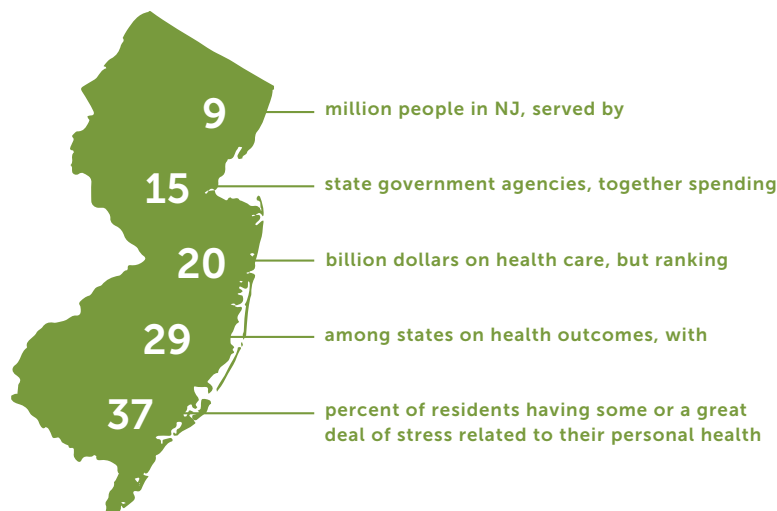 9 million people in NJ, served by
15 state government agencies, together spending
20 billion dollars on health care, but ranking
29 among states on health outcomes, with
37 percent of residents having some or a great
deal of stress related to their personal health